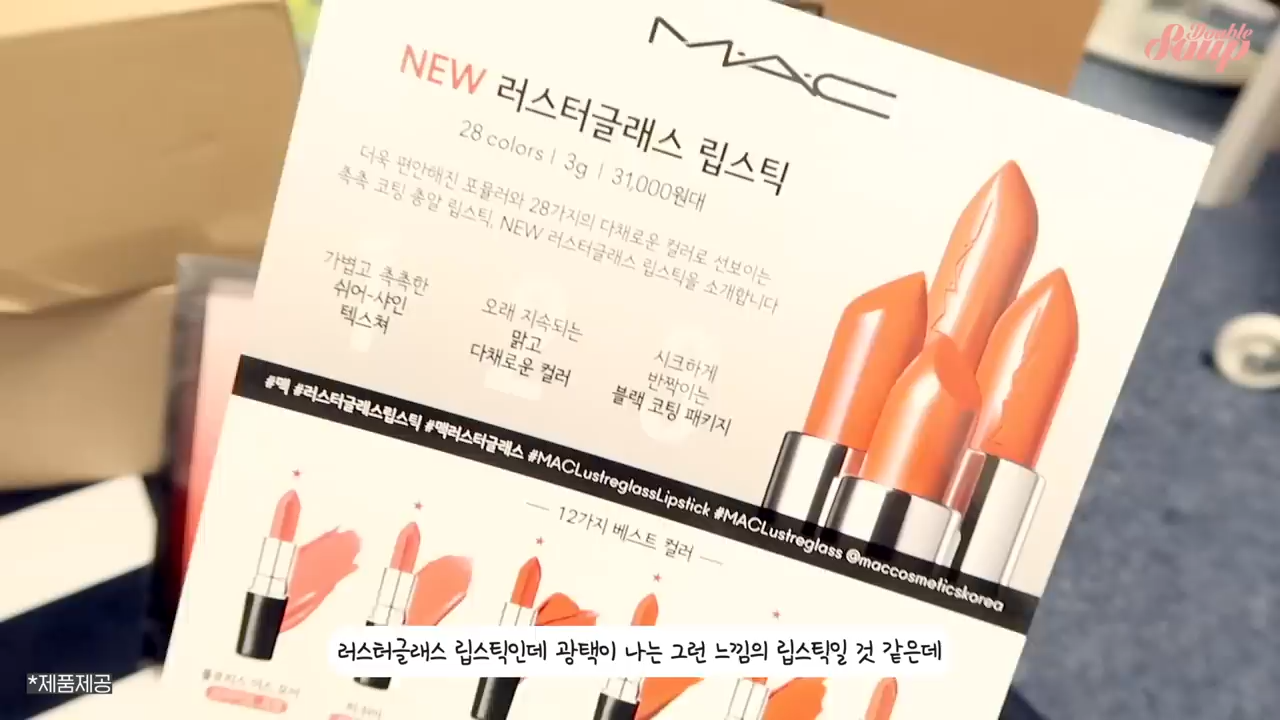 Double
Soup
MAC
NEW 러스터글래스 립스틱
28 colors | 3g | 31,000원대
더욱 편안해진 포뮬러와 28가지의 다채로운 컬러로 선보이는
촉촉 코팅 총알 립스틱, NEW 러스터글래스 립스틱을 소개합니다
가볍고 촉촉한
쉬어-샤인
텍스쳐
오래 지속되는
맑고
다채로운 컬러
시크하게
반짝이는
블랙 코팅 패키지
#맥 #러스터글래스립스틱 #맥러스터글래스 #MACLustreglassLipstick #MACLustreglass @maccosmeticskorea
12가지 베스트 컬러
러스터글래스 립스틱인데 광택이 나는 그런 느낌의 립스틱일 것 같은데
*제품제공